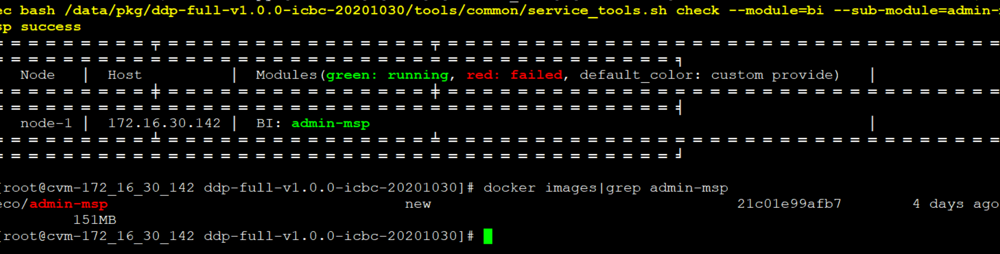 ec bash /data/pkg/ddp-full-v1.0.0-icbc-20201030/tools/common/service_tools.sh check --module=bi --sub-module=admin-
sp success
= = = = = = = = = ╤ = = = = = = = = = = = = = = = ╤ = = = = = = = = = = = = = = = = = = = = = = = = = = = = = = = =
= = = = = = = = = = = = = = = = = = = = = = = = = = = = = = = = = = = = = = = = = = = = = = ╕
Node │ Host │ Modules(green: running, red: failed, default_color: custom provide) │
= = = = = = = = = ╪ = = = = = = = = = = = = = = = ╪ = = = = = = = = = = = = = = = = = = = = = = = = = = = = = = = =
= = = = = = = = = = = = = = = = = = = = = = = = = = = = = = = = = = = = = = = = = = = = = = ╡
node-1 │ 172.16.30.142 │ BI: admin-msp │
= = = = = = = = = ╧ = = = = = = = = = = = = = = = ╧ = = = = = = = = = = = = = = = = = = = = = = = = = = = = = = = =
= = = = = = = = = = = = = = = = = = = = = = = = = = = = = = = = = = = = = = = = = = = = = = ╛
[root@cvm-172_16_30_142 ddp-full-v1.0.0-icbc-20201030]# docker images|grep admin-msp
eco/admin-msp new 21c01e99afb7 4 days ago
151MB
[root@cvm-172_16_30_142 ddp-full-v1.0.0-icbc-20201030]#